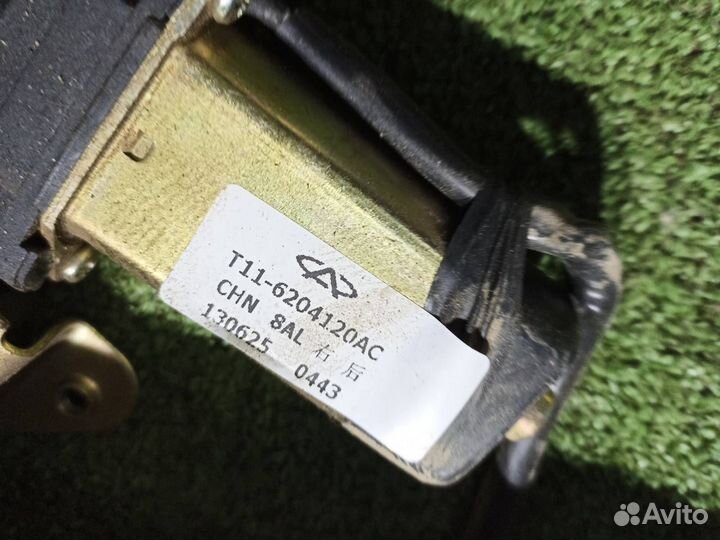 T11-6204120AC
CHN 8AL 右后
130625 0443
Avito